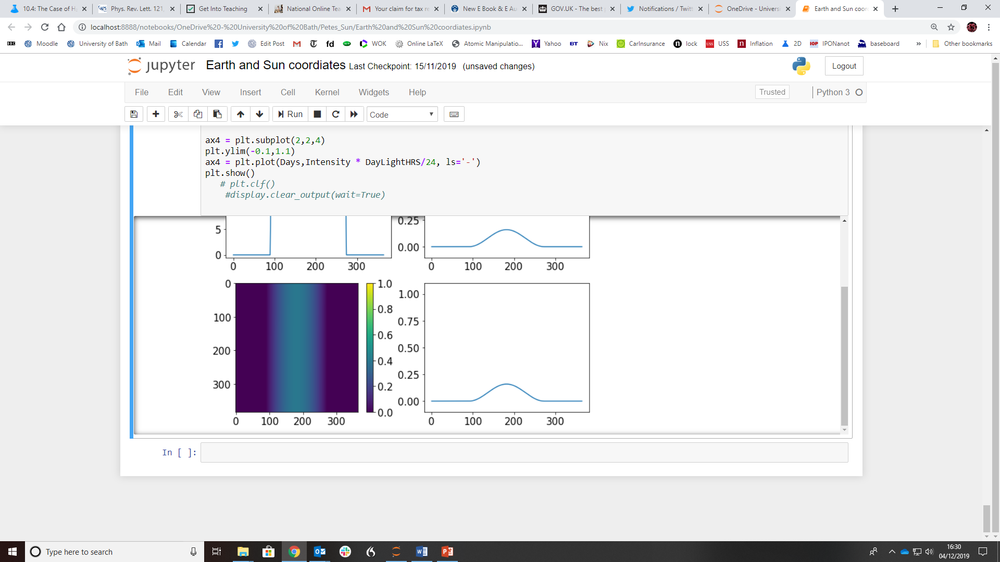 10.4: The Case of H
Phys. Rev. Lett. 121,
Get Into Teaching
National Online Tea
Your claim for tax re
New E Book & E Au
GOV.UK - The best
Notifications / Twitt
OneDrive - Universi
Earth and Sun coor
localhost:8888/notebooks/OneDrive%20-%20University%20of%20Bath/Petes_Sun/Earth%20and%20Sun%20coordiates.ipynb
BBC Moodle University of Bath Mail Calendar Edit Post fd WOK Online LaTeX Atomic Manipulatio... Yahoo BT Nix CarInsurance lock USS USS Inflation 2D IOP IPONanot baseboard » Other bookmarks
jupyter Earth and Sun coordiates Last Checkpoint: 15/11/2019 (unsaved changes)
Logout
File Edit View Insert Cell Kernel Widgets Help
Trusted
Python 3
Run
Code
ax4 = plt.subplot(2,2,4)
plt.ylim(-0.1,1.1)
ax4 = plt.plot(Days,Intensity * DayLightHRS/24, ls='-')
plt.show()
# plt.clf()
#display.clear_output(wait=True)
5
0
0 100 200 300
0.25
0.00
0 100 200 300
0
100
200
300
0 100 200 300
1.0
0.8
0.6
0.4
0.2
0.0
1.00
0.75
0.50
0.25
0.00
0 100 200 300
In [ ]:
Type here to search
16:30
04/12/2019